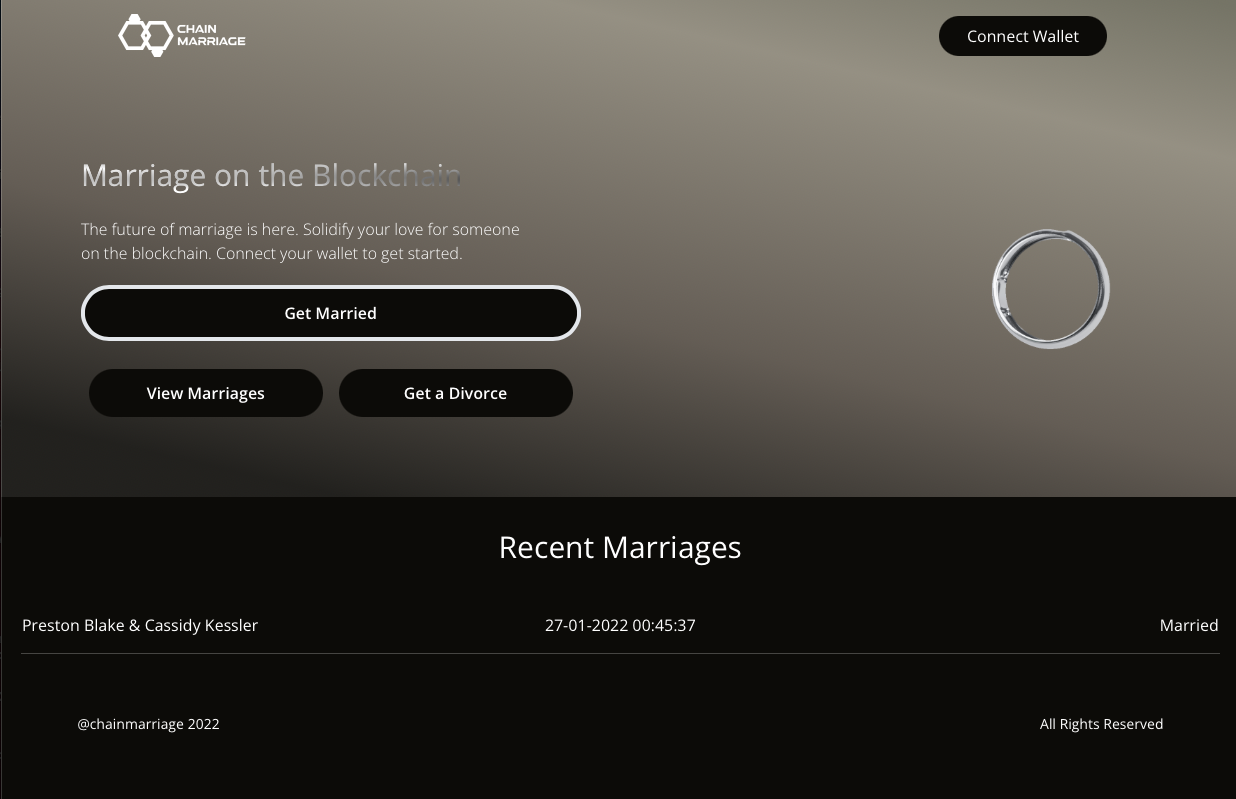 CHAIN
MARRIAGE
Connect Wallet
Marriage on the Blockchain
The future of marriage is here. Solidify your love for someone
on the blockchain. Connect your wallet to get started.
Get Married
View Marriages
Get a Divorce
Recent Marriages
Preston Blake & Cassidy Kessler
27-01-2022 00:45:37
Married
@chainmarriage 2022
All Rights Reserved